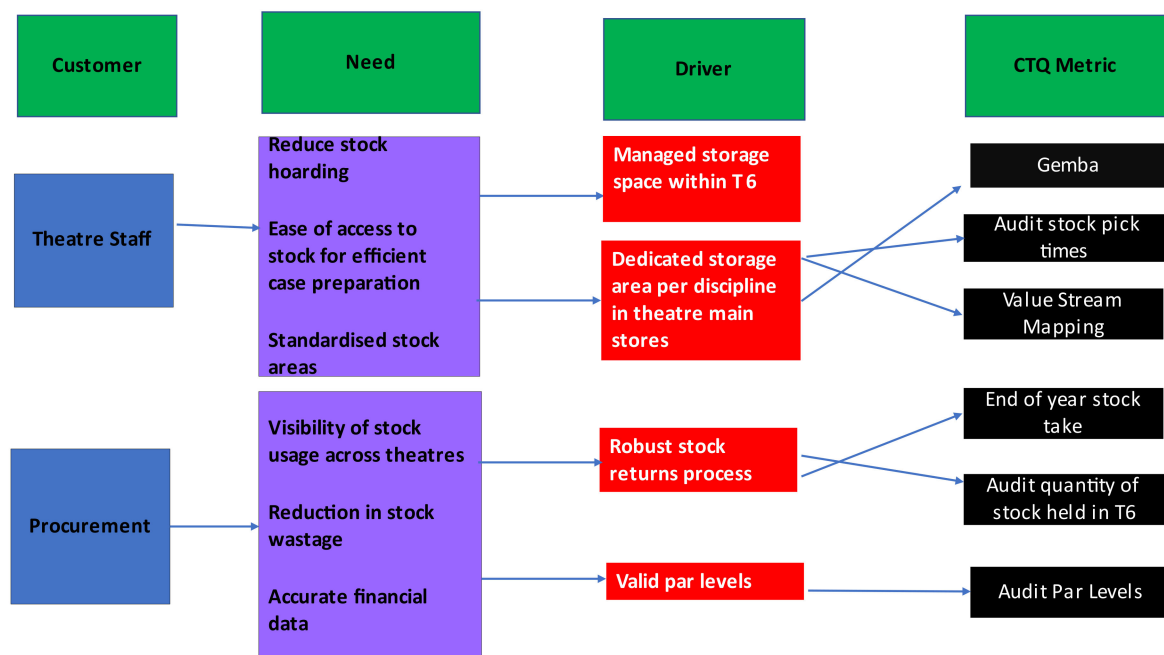 Customer
Need
Driver
CTQ Metric
Theatre Staff
Reduce stock
hoarding
Ease of access to
stock for efficient
case preparation
Standardised stock
areas
Managed storage
space within T6
Dedicated storage
area per discipline
in theatre main
stores
Gemba
Audit stock pick
times
Value Stream
Mapping
Procurement
Visibility of stock
usage across theatres
Reduction in stock
wastage
Accurate financial
data
Robust stock
returns process
Valid par levels
End of year stock
take
Audit quantity of
stock held in T6
Audit Par Levels